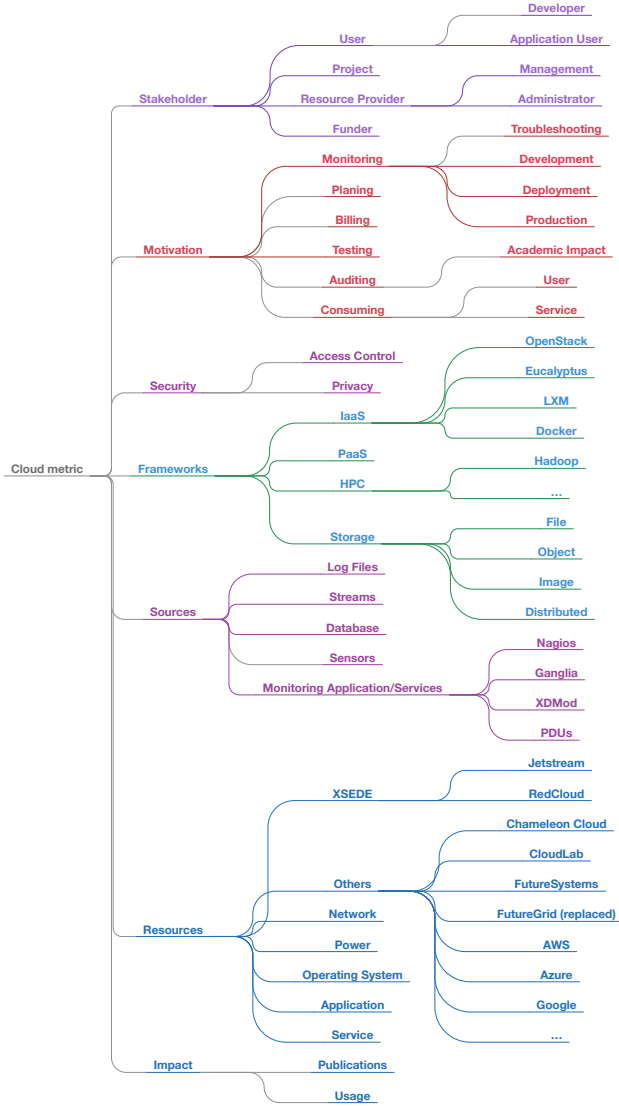 Cloud metric
Stakeholder
User
Developer
Application User
Project
Resource Provider
Management
Administrator
Funder
Motivation
Monitoring
Troubleshooting
Development
Deployment
Production
Planing
Billing
Testing
Auditing
Academic Impact
Consuming
User
Service
Security
Access Control
Privacy
Frameworks
IaaS
OpenStack
Eucalyptus
LXM
Docker
PaaS
HPC
Hadoop
...
Storage
File
Object
Image
Distributed
Sources
Log Files
Streams
Database
Sensors
Monitoring Application/Services
Nagios
Ganglia
XDMod
PDUs
Resources
XSEDE
Jetstream
RedCloud
Others
Chameleon Cloud
CloudLab
FutureSystems
FutureGrid (replaced)
AWS
Azure
Google
...
Network
Power
Operating System
Application
Service
Impact
Publications
Usage